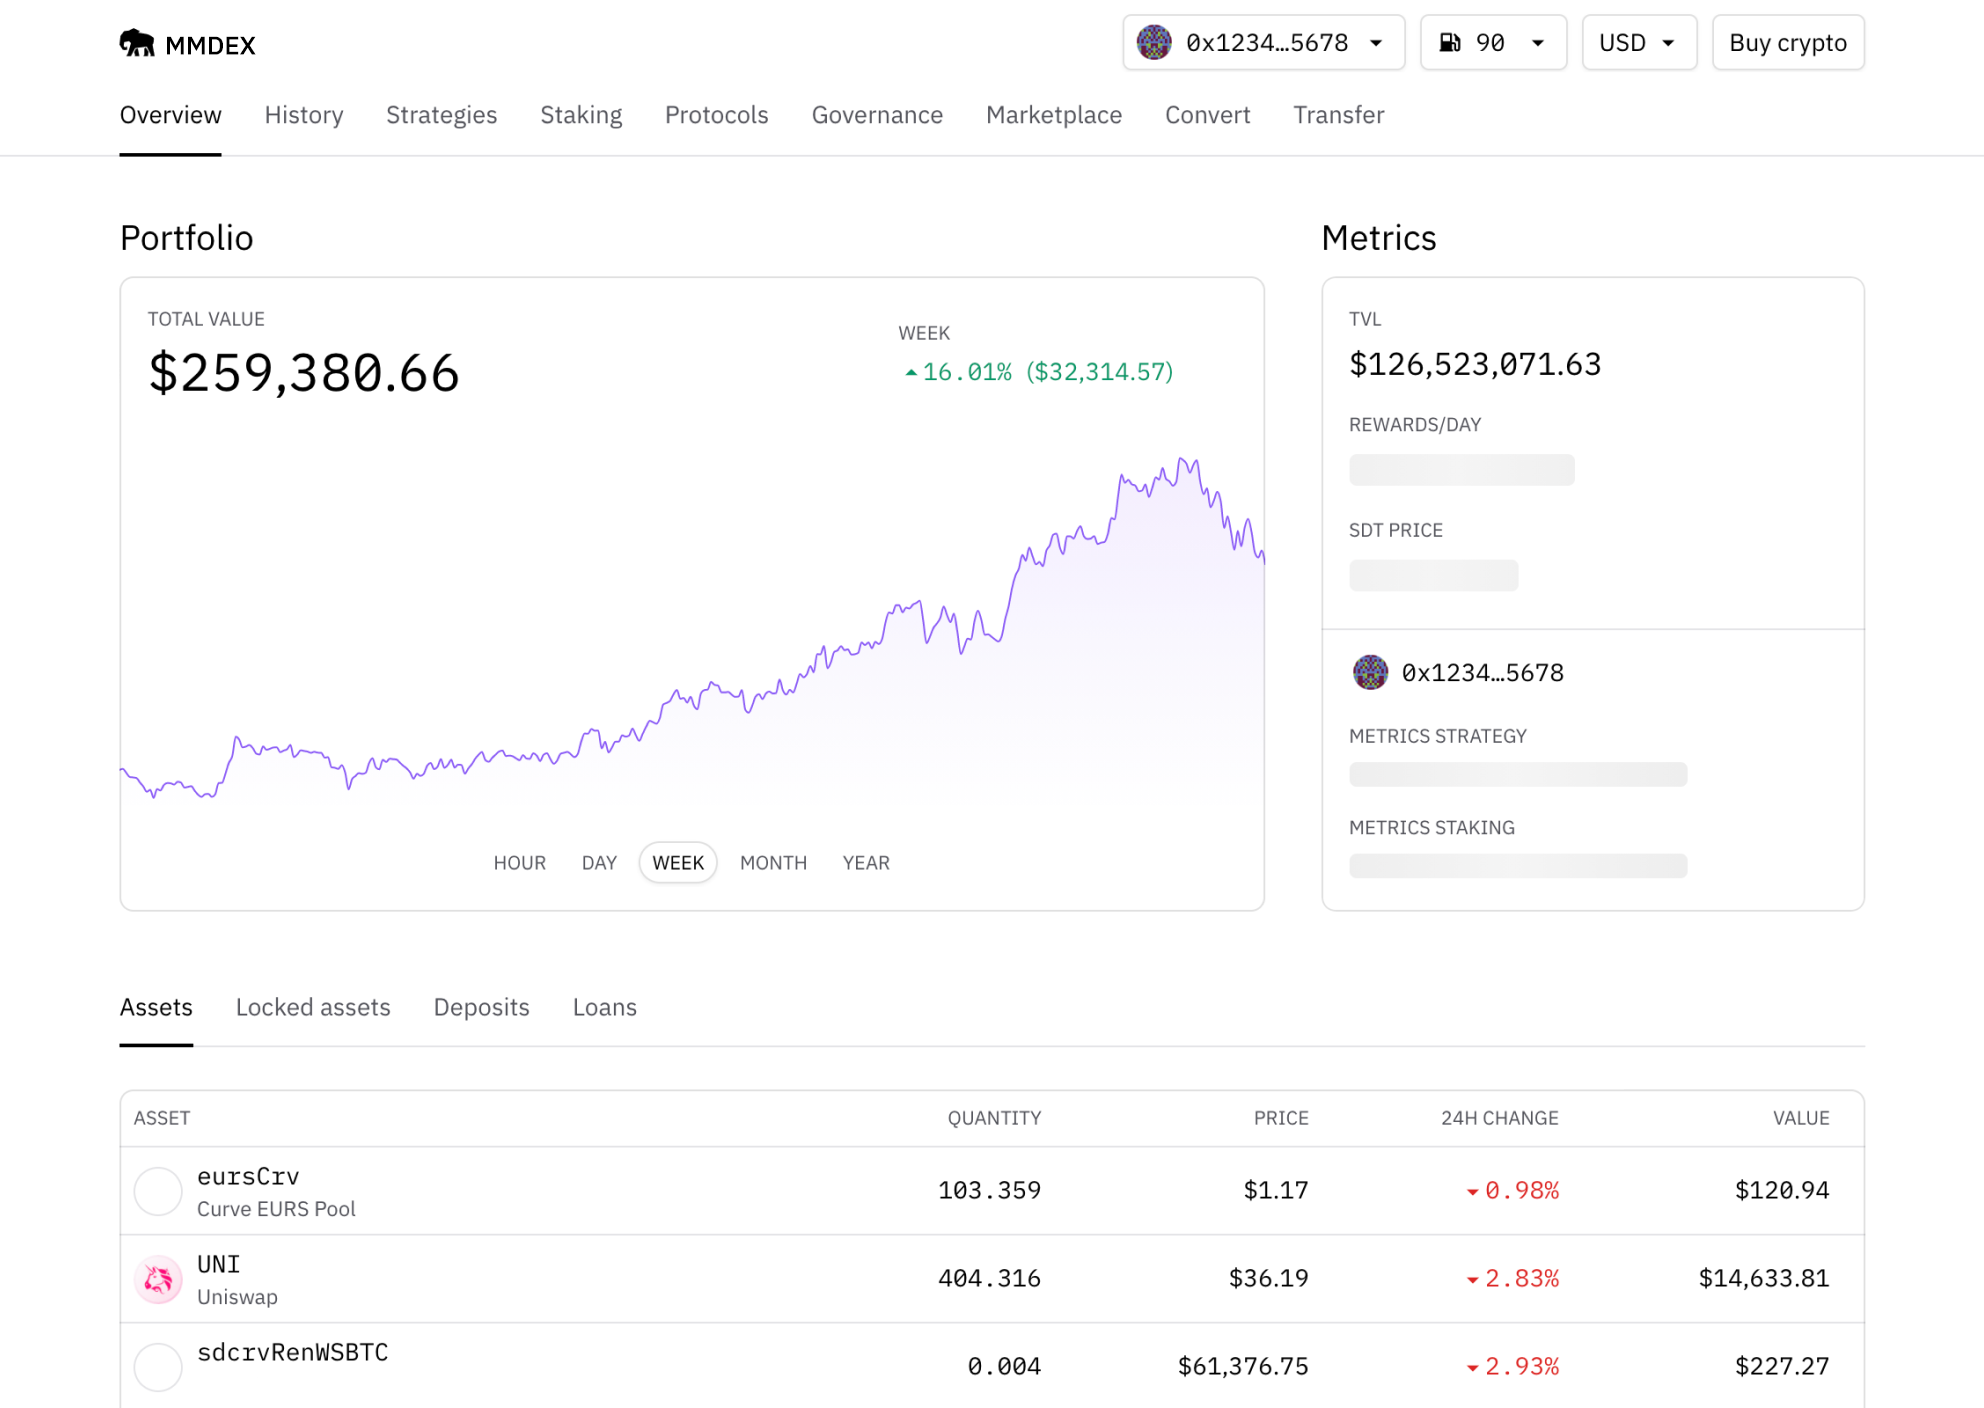 MMDEX
0x1234…5678
90
USD
Buy crypto
Overview History Strategies Staking Protocols Governance Marketplace Convert Transfer
Portfolio
TOTAL VALUE
$259,380.66
WEEK
16.01% ($32,314.57)
HOUR DAY WEEK MONTH YEAR
Metrics
TVL
$126,523,071.63
REWARDS/DAY
SDT PRICE
0x1234…5678
METRICS STRATEGY
METRICS STAKING
Assets Locked assets Deposits Loans
ASSET QUANTITY PRICE 24H CHANGE VALUE
eursCrv
Curve EURS Pool
103.359 $1.17 0.98% $120.94
UNI
Uniswap
404.316 $36.19 2.83% $14,633.81
sdcrvRenWSBTC
0.004 $61,376.75 2.93% $227.27